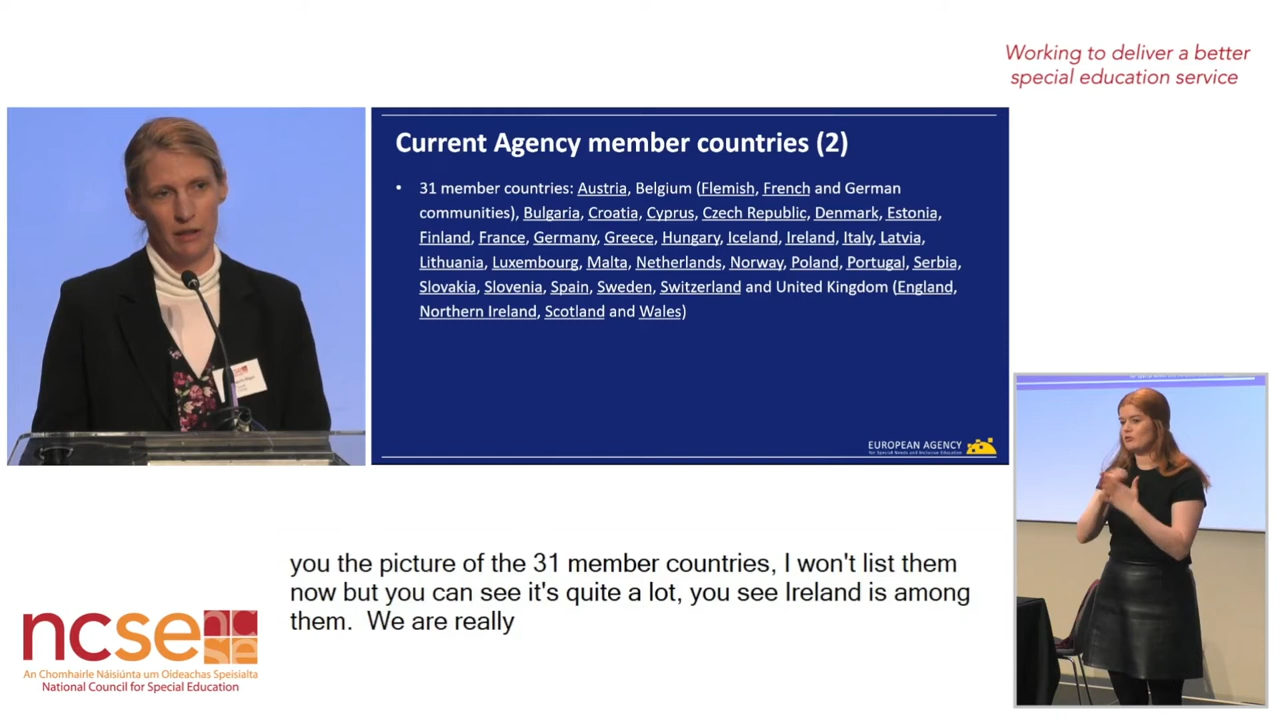 Working to deliver a better
special education service
Current Agency member countries (2)
• 31 member countries: Austria, Belgium (Flemish, French and German
communities), Bulgaria, Croatia, Cyprus, Czech Republic, Denmark, Estonia,
Finland, France, Germany, Greece, Hungary, Iceland, Ireland, Italy, Latvia,
Lithuania, Luxembourg, Malta, Netherlands, Norway, Poland, Portugal, Serbia,
Slovakia, Slovenia, Spain, Sweden, Switzerland and United Kingdom (England,
Northern Ireland, Scotland and Wales)
EUROPEAN AGENCY
for Special Needs and Inclusive Education
you the picture of the 31 member countries, I won't list them
now but you can see it's quite a lot, you see Ireland is among
them. We are really
ncse
nc
se
An Chomhairle Náisiúnta um Oideachas Speisialta
National Council for Special Education